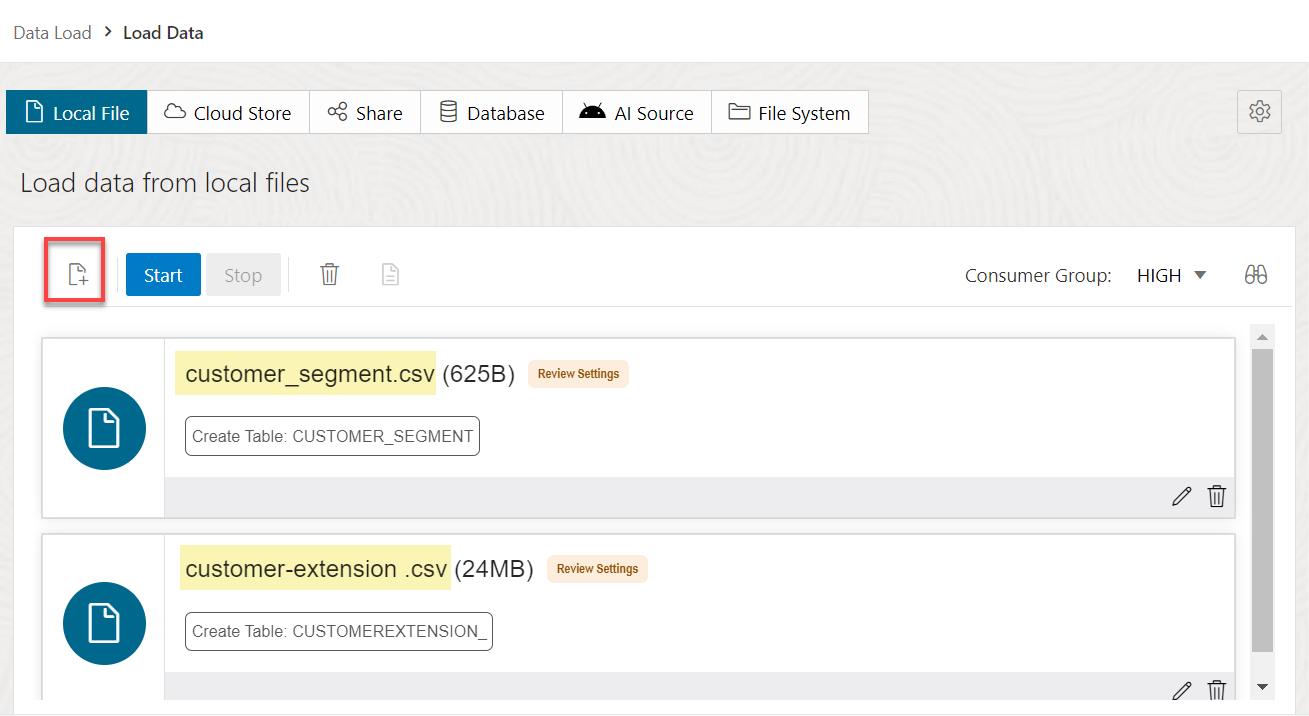 Data Load > Load Data
Local File Cloud Store Share Database AI Source File System
Load data from local files
Start Stop Consumer Group: HIGH
customer_segment.csv (625B) Review Settings
Create Table: CUSTOMER_SEGMENT
customer-extension .csv (24MB) Review Settings
Create Table: CUSTOMEREXTENSION_